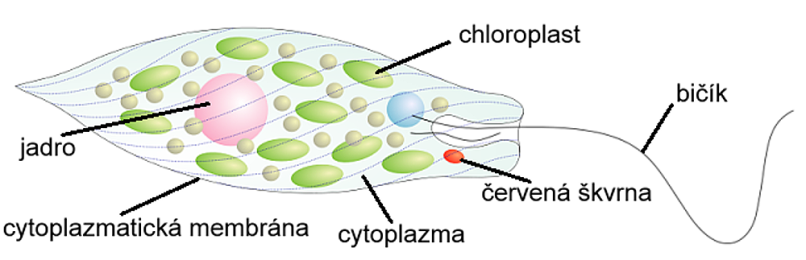 chloroplast
bičík
jadro
červená škvrna
cytoplazmatická membrána
cytoplazma